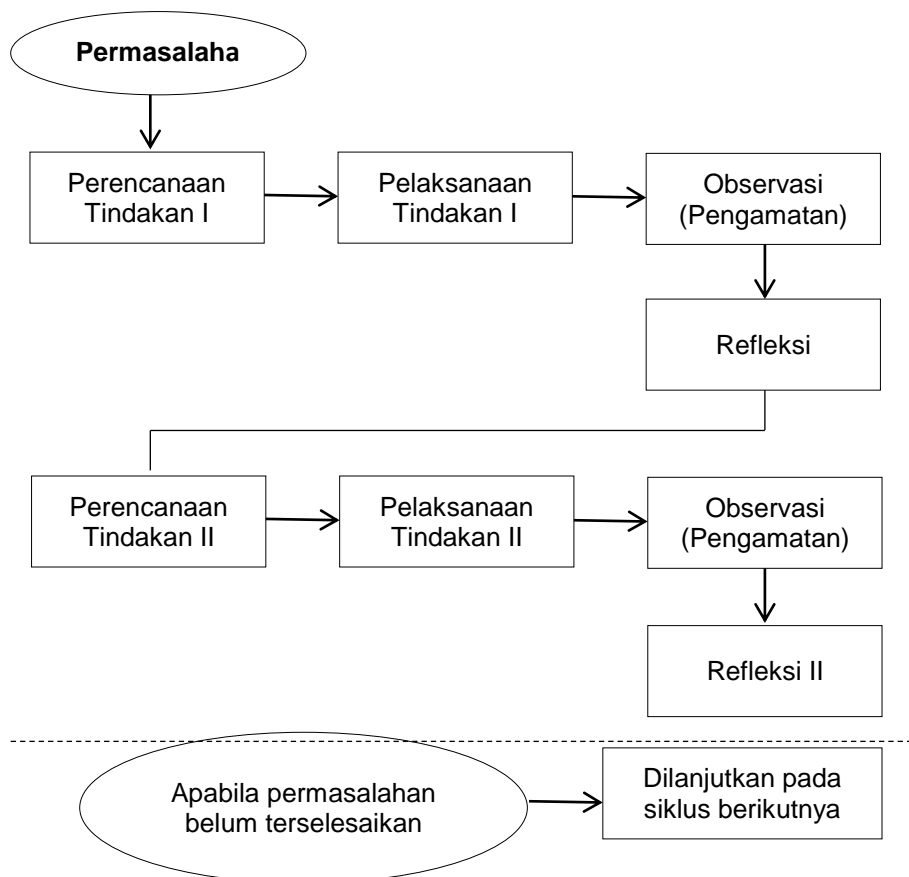 Permasalaha
Perencanaan
Tindakan I
Pelaksanaan
Tindakan I
Observasi
(Pengamatan)
Refleksi
Perencanaan
Tindakan II
Pelaksanaan
Tindakan II
Observasi
(Pengamatan)
Refleksi II
Apabila permasalahan
belum terselesaikan
Dilanjutkan pada
siklus berikutnya